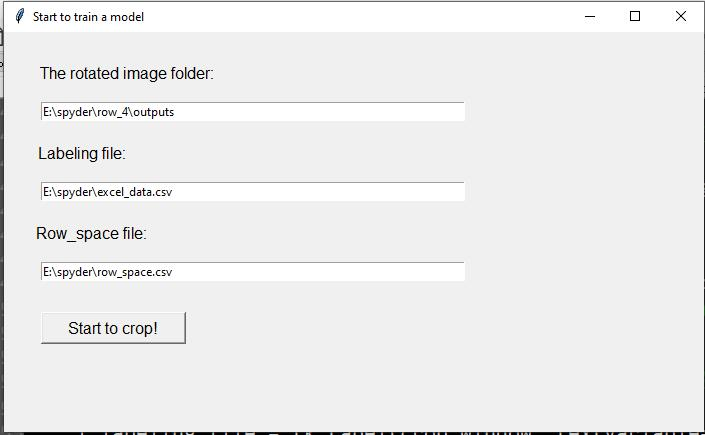 Start to train a model
The rotated image folder:
E:\spyder\row_4\outputs
Labeling file:
E:\spyder\excel_data.csv
Row_space file:
E:\spyder\row_space.csv
Start to crop!